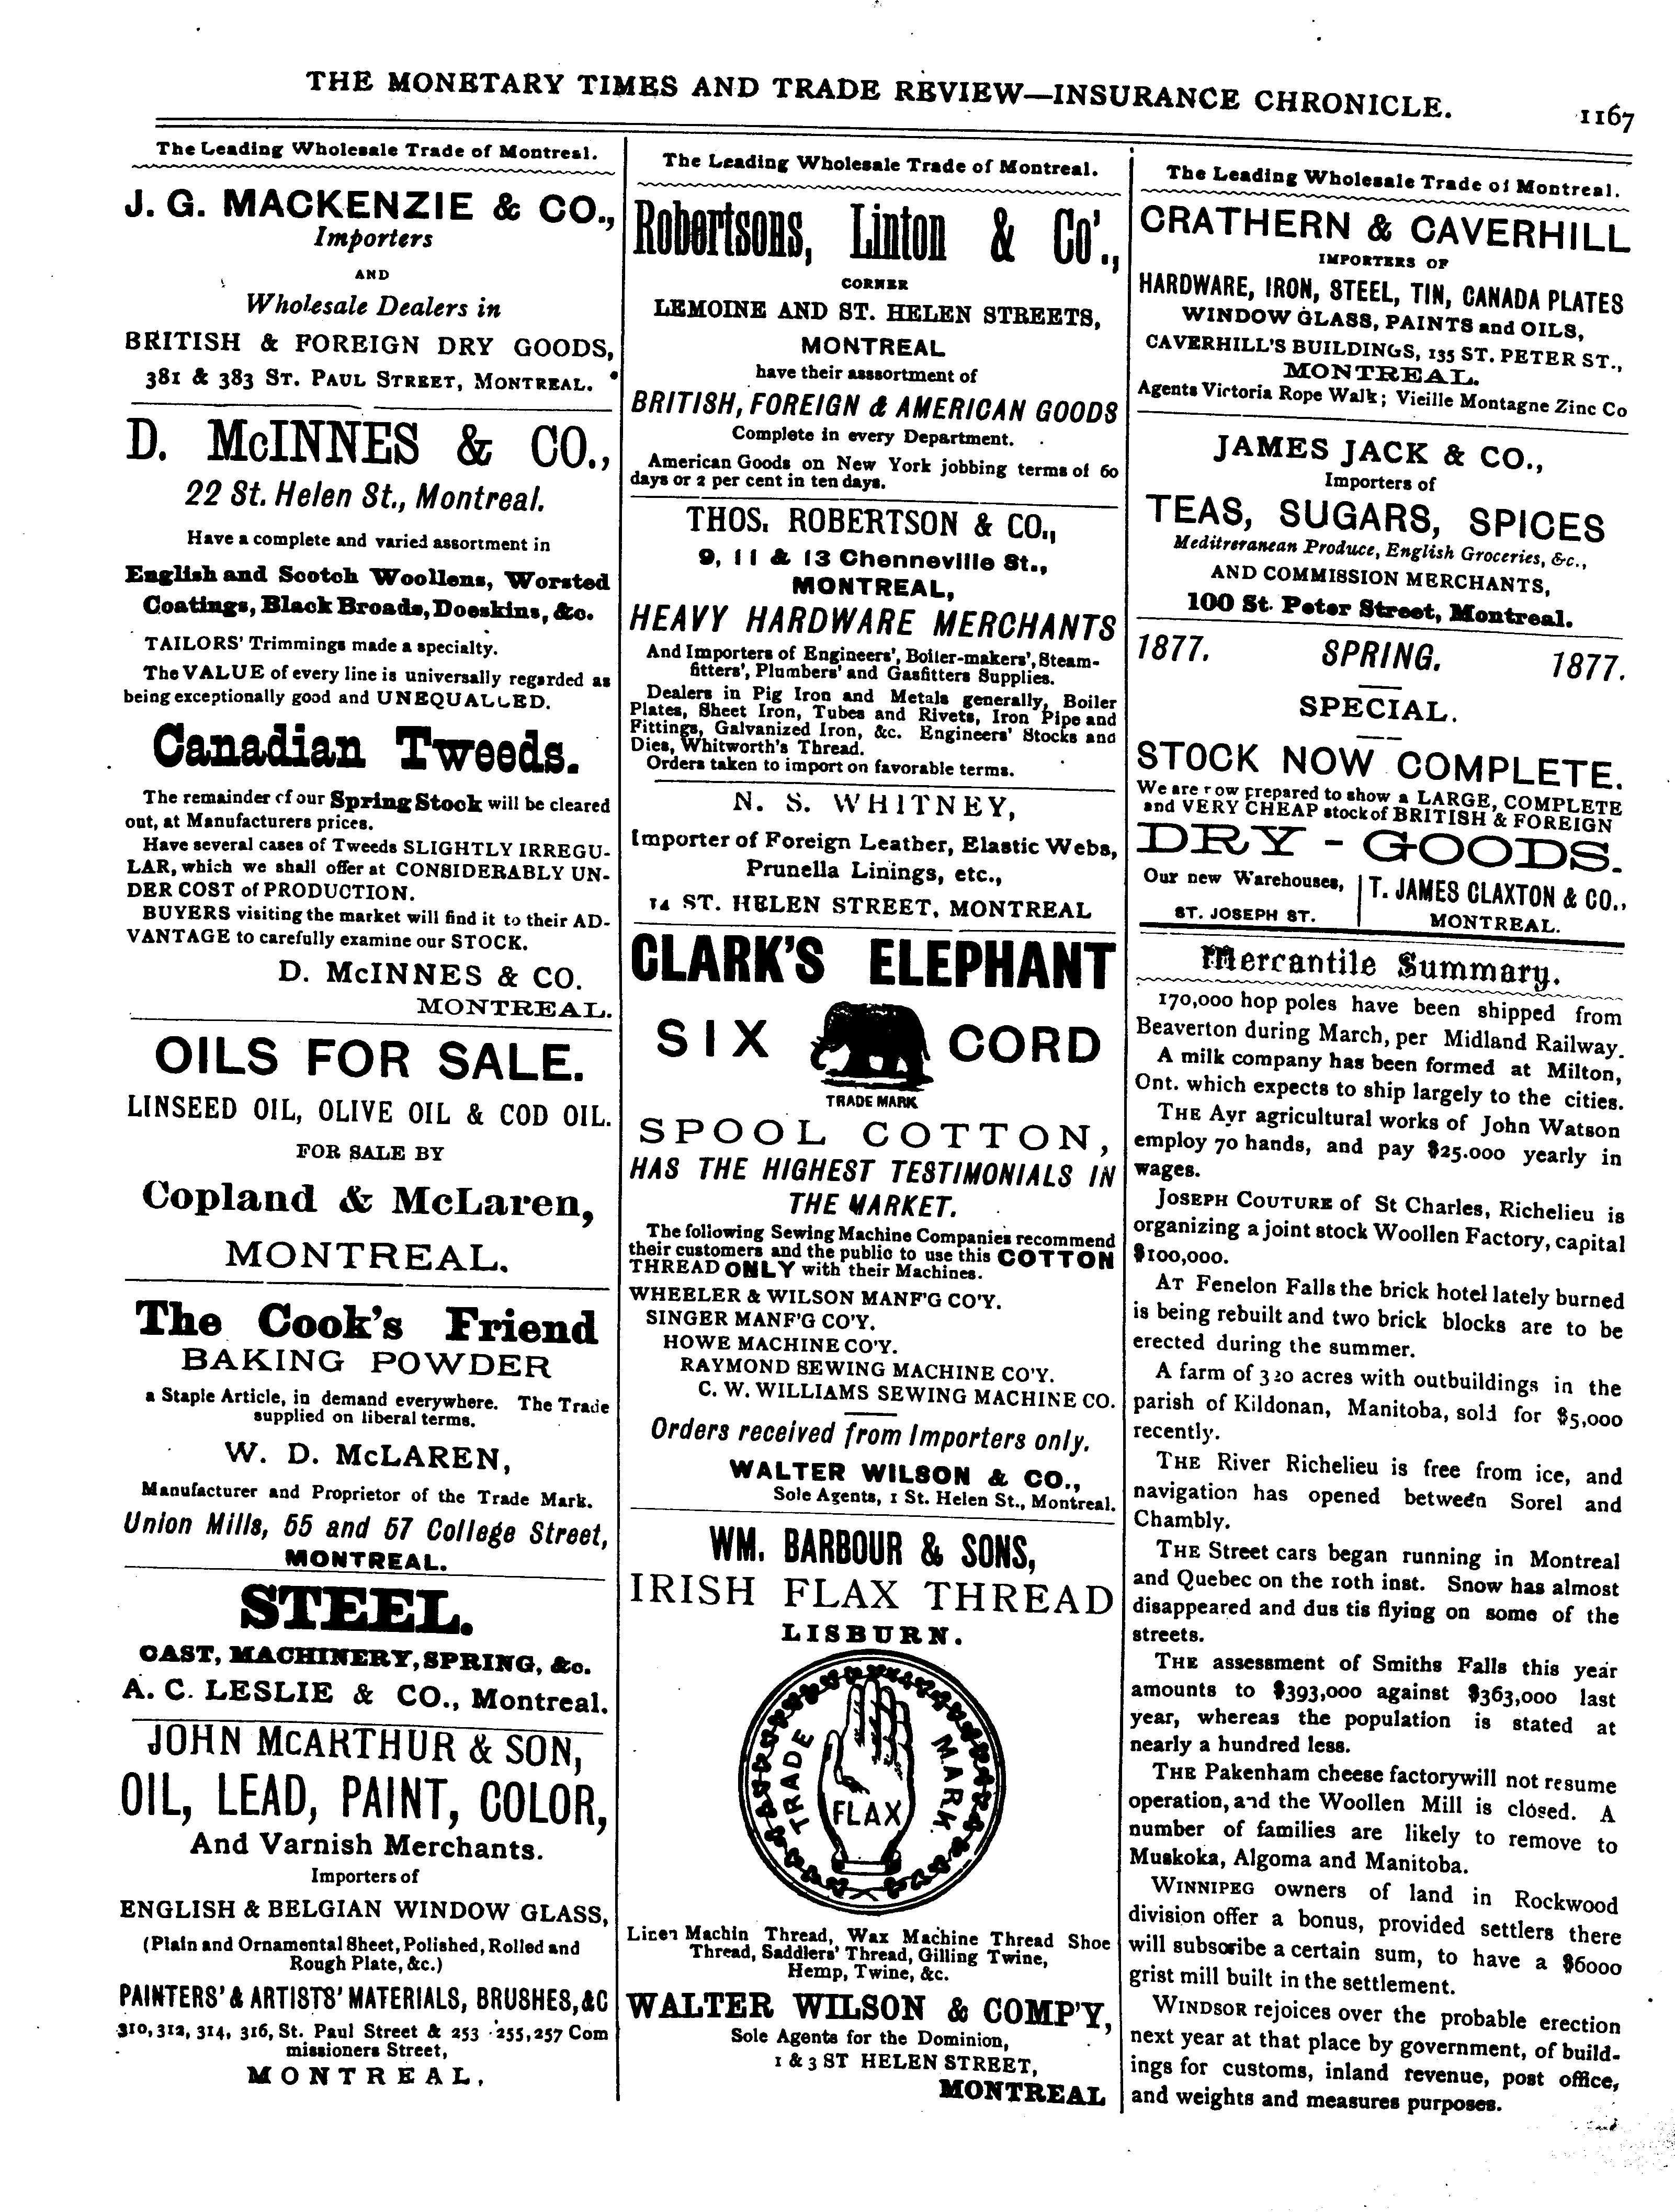 THE MONETARY TIMES AND TRADE REVIEW—INSURANCE CHRONICLE.
1167
The Leading Wholesale Trade of Montreal.
J. G. MACKENZIE & CO.,
Importers
AND
Wholesale Dealers in
BRITISH & FOREIGN DRY GOODS,
381 & 383 ST. PAUL STREET, MONTREAL.
D. McINNES & CO.,
22 St. Helen St., Montreal.
Have a complete and varied assortment in
English and Scotch Woollens, Worsted
Coatings, Black Broads, Doeskins, &c.
TAILORS' Trimmings made a specialty.
The VALUE of every line is universally regarded as
being exceptionally good and UNEQUALLED.
Canadian Tweeds.
The remainder of our Spring Stock will be cleared
out, at Manufacturers prices.
Have several cases of Tweeds SLIGHTLY IRREGU-
LAR, which we shall offer at CONSIDERABLY UN-
DER COST of PRODUCTION.
BUYERS visiting the market will find it to their AD-
VANTAGE to carefully examine our STOCK.
D. McINNES & CO.
MONTREAL.
OILS FOR SALE.
LINSEED OIL, OLIVE OIL & COD OIL.
FOR SALE BY
Copland & McLaren,
MONTREAL.
The Cook's Friend
BAKING POWDER
a Staple Article, in demand everywhere. The Trade
supplied on liberal terms.
W. D. McLAREN,
Manufacturer and Proprietor of the Trade Mark.
Union Mills, 55 and 57 College Street,
MONTREAL.
STEEL.
CAST, MACHINERY, SPRING, &c.
A. C. LESLIE & CO., Montreal.
JOHN McARTHUR & SON,
OIL, LEAD, PAINT, COLOR,
And Varnish Merchants.
Importers of
ENGLISH & BELGIAN WINDOW GLASS,
(Plain and Ornamental Sheet, Polished, Rolled and
Rough Plate, &c.)
PAINTERS' & ARTISTS' MATERIALS, BRUSHES, &C
310, 312, 314, 316, St. Paul Street & 253 255, 257 Com
missioners Street,
MONTREAL.
The Leading Wholesale Trade of Montreal.
Robertsons, Linton & Co'.,
CORNER
LEMOINE AND ST. HELEN STREETS,
MONTREAL
have their asssortment of
BRITISH, FOREIGN & AMERICAN GOODS
Complete in every Department.
American Goods on New York jobbing terms of 60
days or 2 per cent in ten days.
THOS. ROBERTSON & CO.,
9, 11 & 13 Chenneville St.,
MONTREAL,
HEAVY HARDWARE MERCHANTS
And Importers of Engineers', Boiler-makers', Steam-
fitters', Plumbers' and Gasfitters Supplies.
Dealers in Pig Iron and Metals generally, Boiler
Plates, Sheet Iron, Tubes and Rivets, Iron Pipe and
Fittings, Galvanized Iron, &c. Engineers' Stocks and
Dies, Whitworth's Thread.
Orders taken to import on favorable terms.
N. S. WHITNEY,
Importer of Foreign Leather, Elastic Webs,
Prunella Linings, etc.,
14 ST. HELEN STREET, MONTREAL
CLARK'S ELEPHANT
SIX CORD
TRADE MARK
SPOOL COTTON,
HAS THE HIGHEST TESTIMONIALS IN
THE MARKET.
The following Sewing Machine Companies recommend
their customers and the public to use this COTTON
THREAD ONLY with their Machines.
WHEELER & WILSON MANF'G CO'Y.
SINGER MANF'G CO'Y.
HOWE MACHINE CO'Y.
RAYMOND SEWING MACHINE CO'Y.
C. W. WILLIAMS SEWING MACHINE CO.
Orders received from Importers only.
WALTER WILSON & CO.,
Sole Agents, 1 St. Helen St., Montreal.
WM. BARBOUR & SONS,
IRISH FLAX THREAD
LISBURN.
TRADE MARK
FLAX
Linen Machin Thread, Wax Machine Thread Shoe
Thread, Saddlers' Thread, Gilling Twine,
Hemp, Twine, &c.
WALTER WILSON & COMP'Y,
Sole Agents for the Dominion,
1 & 3 ST HELEN STREET,
MONTREAL
The Leading Wholesale Trade of Montreal.
CRATHERN & CAVERHILL
IMPORTERS OF
HARDWARE, IRON, STEEL, TIN, CANADA PLATES
WINDOW GLASS, PAINTS and OILS,
CAVERHILL'S BUILDINGS, 135 ST. PETER ST.,
MONTREAL.
Agents Victoria Rope Walk; Vieille Montagne Zinc Co
JAMES JACK & CO.,
Importers of
TEAS, SUGARS, SPICES
Meditreranean Produce, English Groceries, &c.,
AND COMMISSION MERCHANTS,
100 St. Peter Street, Montreal.
1877. SPRING. 1877.
SPECIAL.
STOCK NOW COMPLETE.
We are now prepared to show a LARGE, COMPLETE
and VERY CHEAP stock of BRITISH & FOREIGN
DRY-GOODS.
Our new Warehouses,
ST. JOSEPH ST.
T. JAMES CLAXTON & CO.,
MONTREAL.
Mercantile Summary.
170,000 hop poles have been shipped from
Beaverton during March, per Midland Railway.
A milk company has been formed at Milton,
Ont. which expects to ship largely to the cities.
THE Ayr agricultural works of John Watson
employ 70 hands, and pay $25.000 yearly in
wages.
JOSEPH COUTURE of St Charles, Richelieu is
organizing a joint stock Woollen Factory, capital
$100,000.
AT Fenelon Falls the brick hotel lately burned
is being rebuilt and two brick blocks are to be
erected during the summer.
A farm of 320 acres with outbuildings in the
parish of Kildonan, Manitoba, sold for $5,000
recently.
THE River Richelieu is free from ice, and
navigation has opened between Sorel and
Chambly.
THE Street cars began running in Montreal
and Quebec on the 10th inst. Snow has almost
disappeared and dus tis flying on some of the
streets.
THE assessment of Smiths Falls this year
amounts to $393,000 against $363,000 last
year, whereas the population is stated at
nearly a hundred less.
THE Pakenham cheese factorywill not resume
operation, and the Woollen Mill is closed. A
number of families are likely to remove to
Muskoka, Algoma and Manitoba.
WINNIPEG owners of land in Rockwood
division offer a bonus, provided settlers there
will subscribe a certain sum, to have a $6000
grist mill built in the settlement.
WINDSOR rejoices over the probable erection
next year at that place by government, of build-
ings for customs, inland revenue, post office,
and weights and measures purposes.